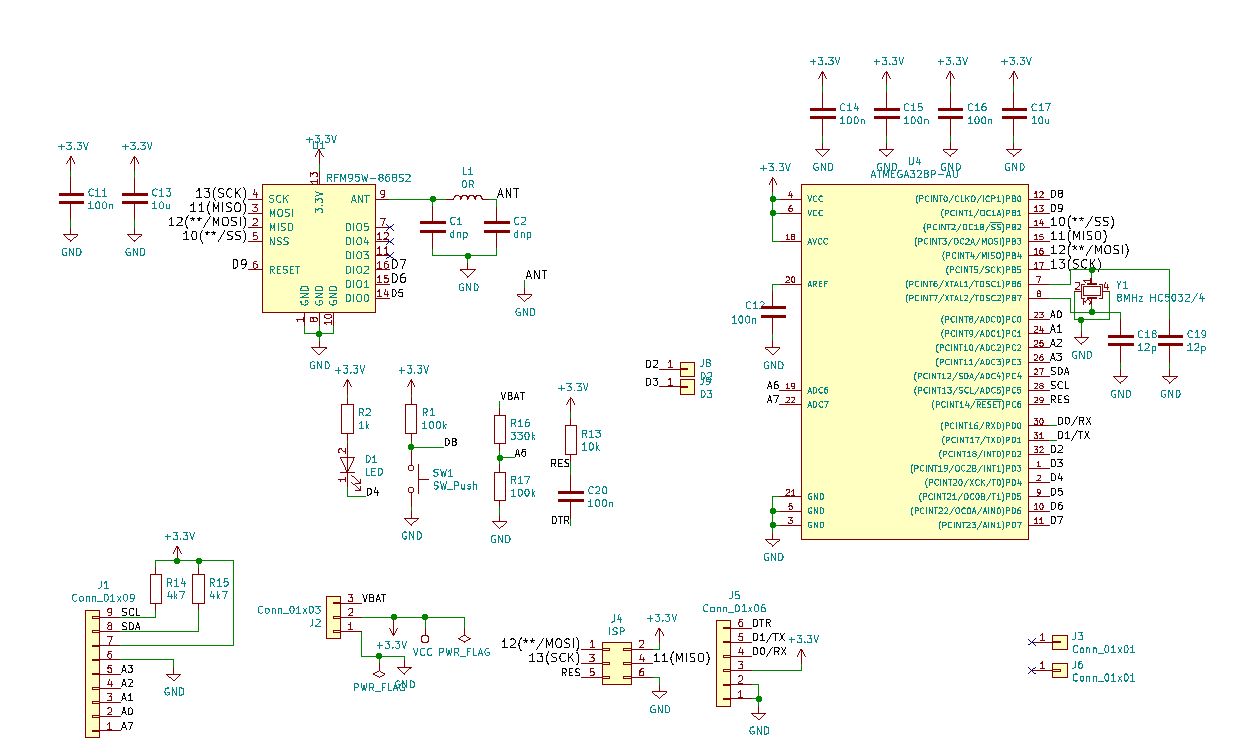 +3.3V
C11
100n
GND
+3.3V
C13
10u
GND
+3.3V
U1
RFM95W-868S2
13(SCK) 4 SCK
11(MISO) 3 MOSI
12(**/MOSI) 2 MISO
10(**/SS) 5 NSS
D9 6 RESET
13
3.3V
ANT 9
DIO5 7
DIO4 12
DIO3 11
DIO2 16 D7
DIO1 15 D6
DIO0 14 D5
GND GND GND
1 8 10
GND
L1
0R
ANT
C1
dnp
C2
dnp
GND
ANT
GND
+3.3V
C14
100n
GND
+3.3V
C15
100n
GND
+3.3V
C16
100n
GND
+3.3V
C17
10u
GND
U4
ATMEGA328P-AU
+3.3V
4 VCC
6 VCC
18 AVCC
20 AREF
100n
GND
A6 19 ADC6
A7 22 ADC7
21 GND
5 GND
3 GND
GND
(PCINT0/CLKO/ICP1)PB0 12 D8
(PCINT1/OC1A)PB1 13 D9
(PCINT2/OC1B/SS)PB2 14 10(**/SS)
(PCINT3/OC2A/MOSI)PB3 15 11(MISO)
(PCINT4/MISO)PB4 16 12(**/MOSI)
(PCINT5/SCK)PB5 17 13(SCK)
(PCINT6/XTAL1/TOSC1)PB6 7
(PCINT7/XTAL2/TOSC2)PB7 8
(PCINT8/ADC0)PC0 23 A0
(PCINT9/ADC1)PC1 24 A1
(PCINT10/ADC2)PC2 25 A2
(PCINT11/ADC3)PC3 26 A3
(PCINT12/SDA/ADC4)PC4 27 SDA
(PCINT13/SCL/ADC5)PC5 28 SCL
(PCINT14/RESET)PC6 29 RES
(PCINT16/RXD)PD0 30 D0/RX
(PCINT17/TXD)PD1 31 D1/TX
(PCINT18/INT0)PD2 32 D2
(PCINT19/OC2B/INT1)PD3 1 D3
(PCINT20/XCK/T0)PD4 2 D4
(PCINT21/OC0B/T1)PD5 9 D5
(PCINT22/OC0A/AIN0)PD6 10 D6
(PCINT23/AIN1)PD7 11 D7
Y1
8MHz HC5032/4
GND
C18
12p
GND
C19
12p
GND
D2 1 J8
D3 1
D3
+3.3V
R2
1k
2
D1
LED
1
D4
+3.3V
R1
100k
D8
SW1
SW_Push
GND
VBAT
R16
330k
A6
R17
100k
GND
+3.3V
R13
10k
RES
C20
100n
DTR
+3.3V
R14
4k7
R15
4k7
J1
Conn_01x09
9 SCL
8 SDA
7
6
5 A3
4 A2
3 A1
2 A0
1 A7
GND
Conn_01x03
J2
3 VBAT
2
1
+3.3V
VCC
PWR_FLAG
PWR_FLAG
GND
J4
ISP
12(**/MOSI) 1
13(SCK) 3
RES 5
2
4 11(MISO)
6
+3.3V
GND
J5
Conn_01x06
6 DTR
5 D1/TX
4 D0/RX
3
2
1
+3.3V
GND
1 J3
Conn_01x01
1 J6
Conn_01x01